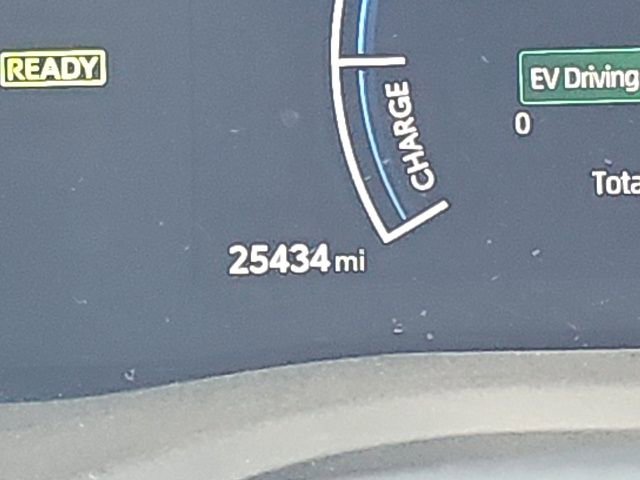 READY
EV Driving
CHARGE
0
Tota
25434 mi